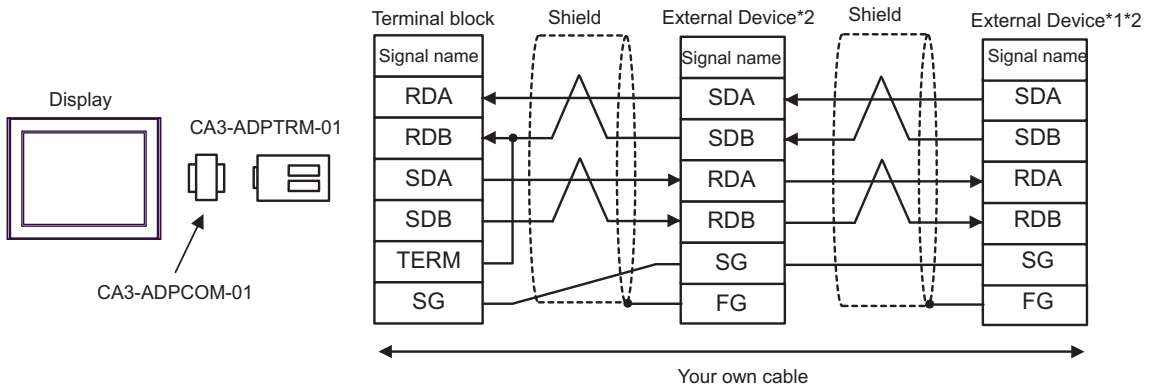 Display
CA3-ADPTRM-01
CA3-ADPCOM-01
Terminal block
Signal name
RDA
RDB
SDA
SDB
TERM
SG
Shield
External Device*2
Signal name
SDA
SDB
RDA
RDB
SG
FG
Shield
External Device*1*2
Signal name
SDA
SDB
RDA
RDB
SG
FG
Your own cable